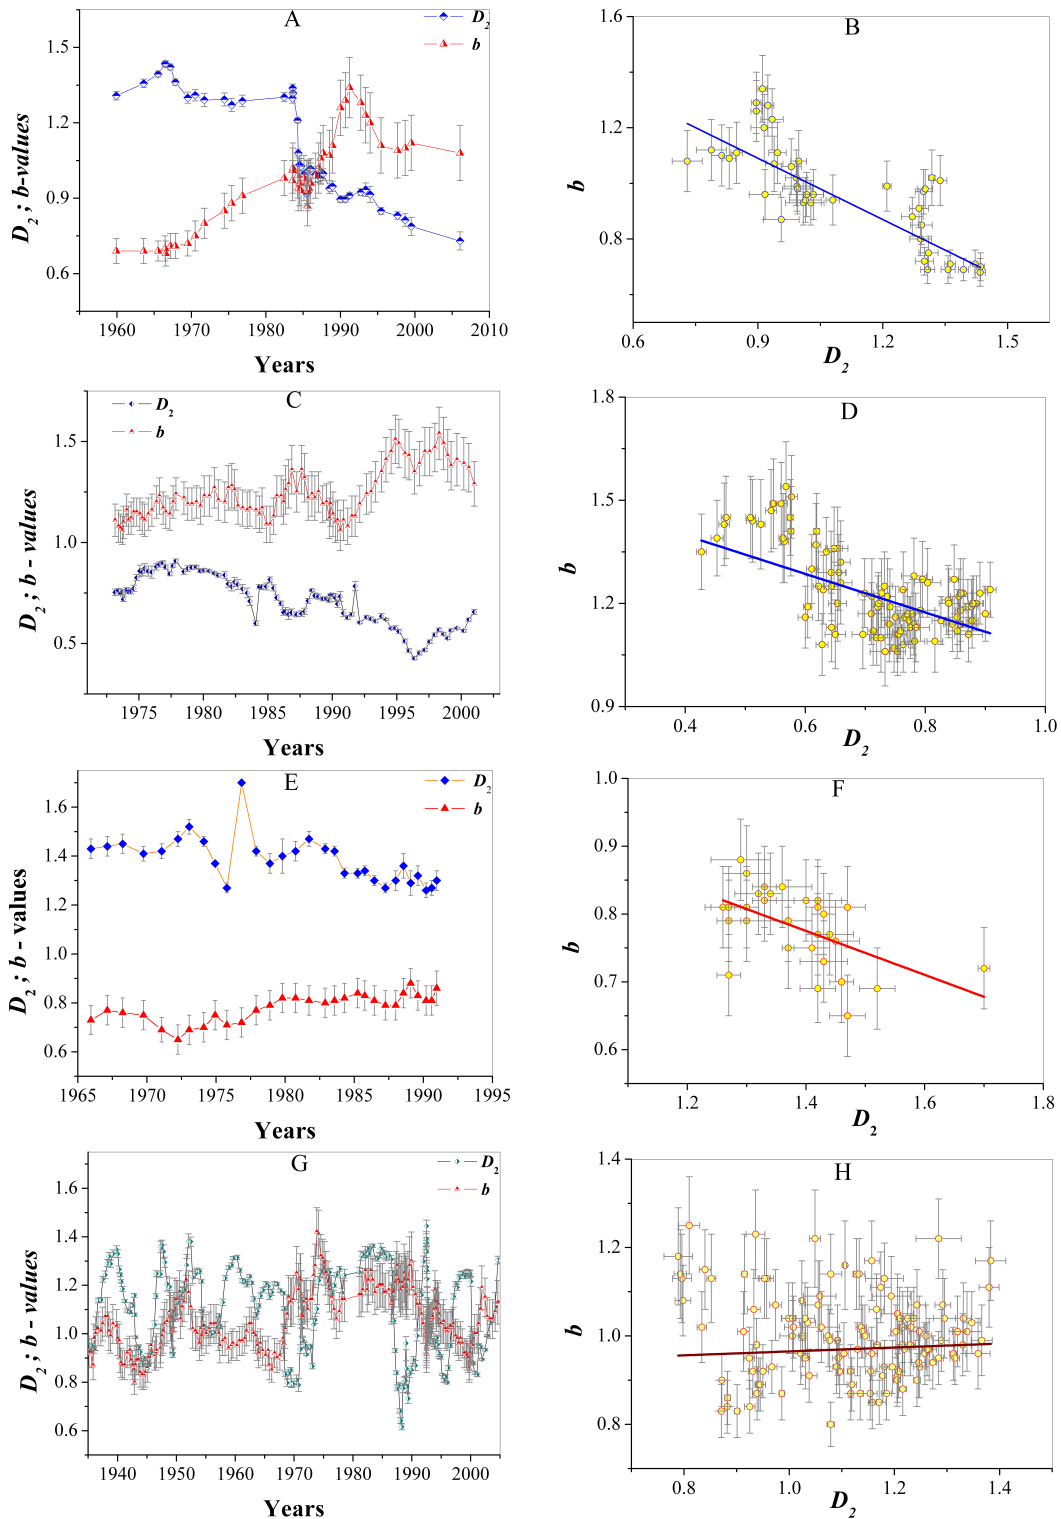 A
D2
b
1.5
1.2
0.9
0.6
D2 ; b-values
1960 1970 1980 1990 2000 2010
Years
B
1.6
1.2
0.8
b
0.6 0.9 1.2 1.5
D2
C
D2
b
1.5
1.0
0.5
D2 ; b - values
1975 1980 1985 1990 1995 2000
Years
D
1.8
1.5
1.2
0.9
b
0.4 0.6 0.8 1.0
D2
E
D2
b
1.6
1.4
1.2
1.0
0.8
0.6
D2 ; b - values
1965 1970 1975 1980 1985 1990 1995
Years
F
1.0
0.9
0.8
0.7
0.6
b
1.2 1.4 1.6 1.8
D2
G
D2
b
1.6
1.4
1.2
1.0
0.8
0.6
D2 ; b - values
1940 1950 1960 1970 1980 1990 2000
Years
H
1.4
1.2
1.0
0.8
b
0.8 1.0 1.2 1.4
D2